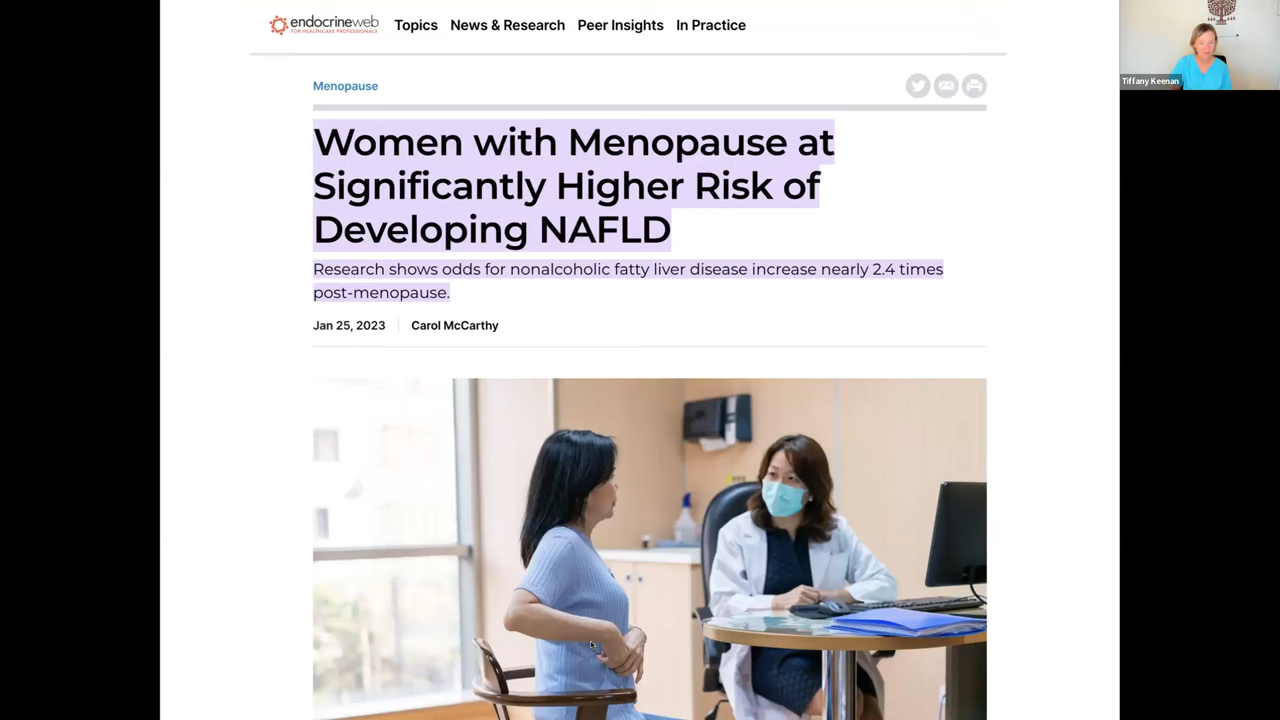 endocrineweb
FOR HEALTHCARE PROFESSIONALS
Topics News & Research Peer Insights In Practice
Tiffany Keenan
Menopause
Women with Menopause at
Significantly Higher Risk of
Developing NAFLD
Research shows odds for nonalcoholic fatty liver disease increase nearly 2.4 times
post-menopause.
Jan 25, 2023 Carol McCarthy